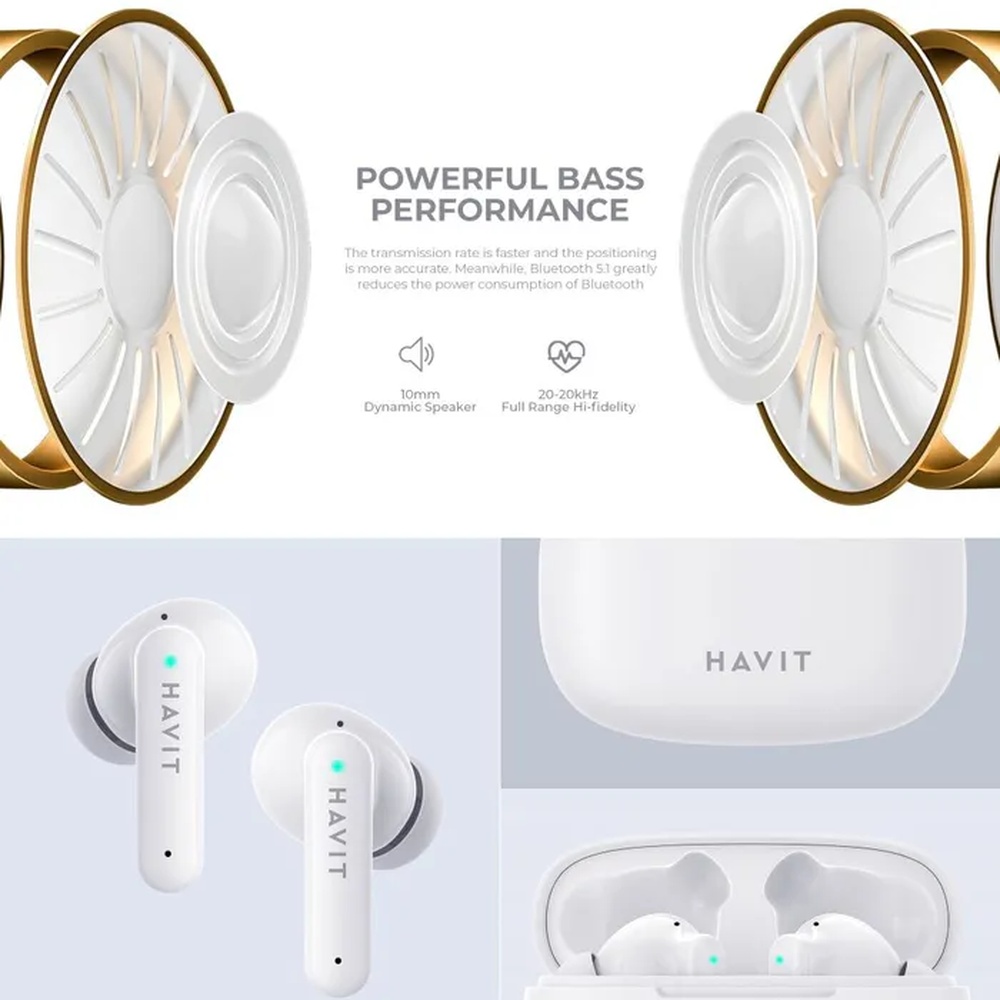 POWERFUL BASS
PERFORMANCE
The transmission rate is faster and the positioning
is more accurate. Meanwhile, Bluetooth 5.1 greatly
reduces the power consumption of Bluetooth
10mm
Dynamic Speaker
20-20kHz
Full Range Hi-fidelity
HAVIT
HAVIT
HAVIT